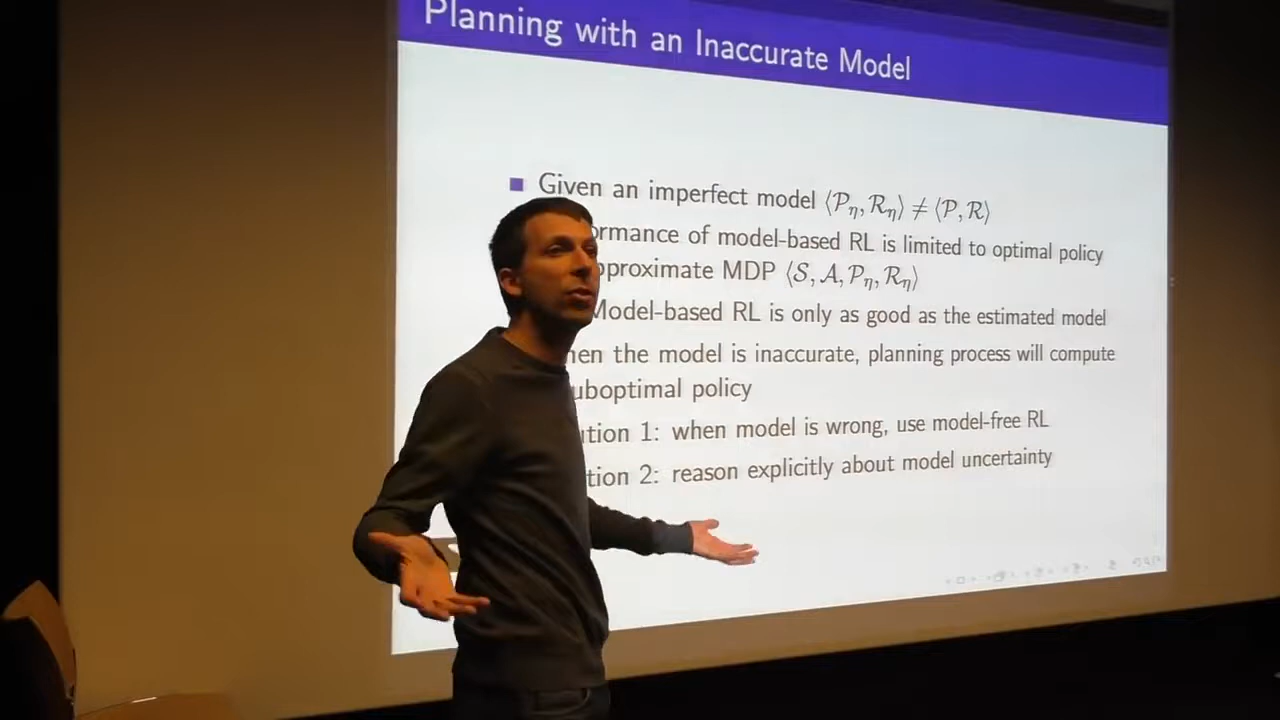 Planning with an Inaccurate Model
Given an imperfect model ⟨𝒫η, ℛη⟩ ≠ ⟨𝒫, ℛ⟩
ormance of model-based RL is limited to optimal policy
pproximate MDP ⟨𝒮, 𝒜, 𝒫η, ℛη⟩
Model-based RL is only as good as the estimated model
hen the model is inaccurate, planning process will compute
uboptimal policy
tion 1: when model is wrong, use model-free RL
tion 2: reason explicitly about model uncertainty